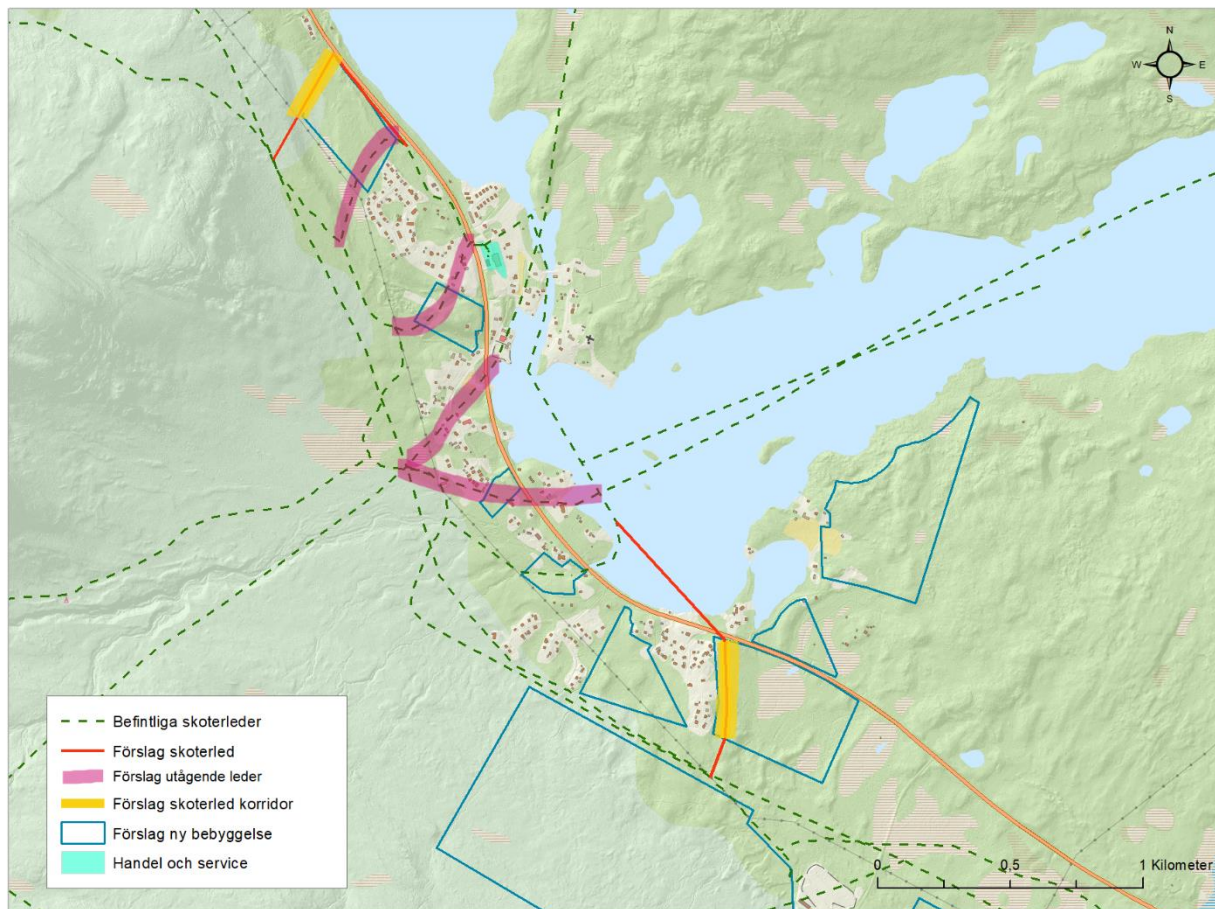 N
W E
S
Befintliga skoterleder
Förslag skoterled
Förslag utågende leder
Förslag skoterled korridor
Förslag ny bebyggelse
Handel och service
0 0,5 1 Kilometer